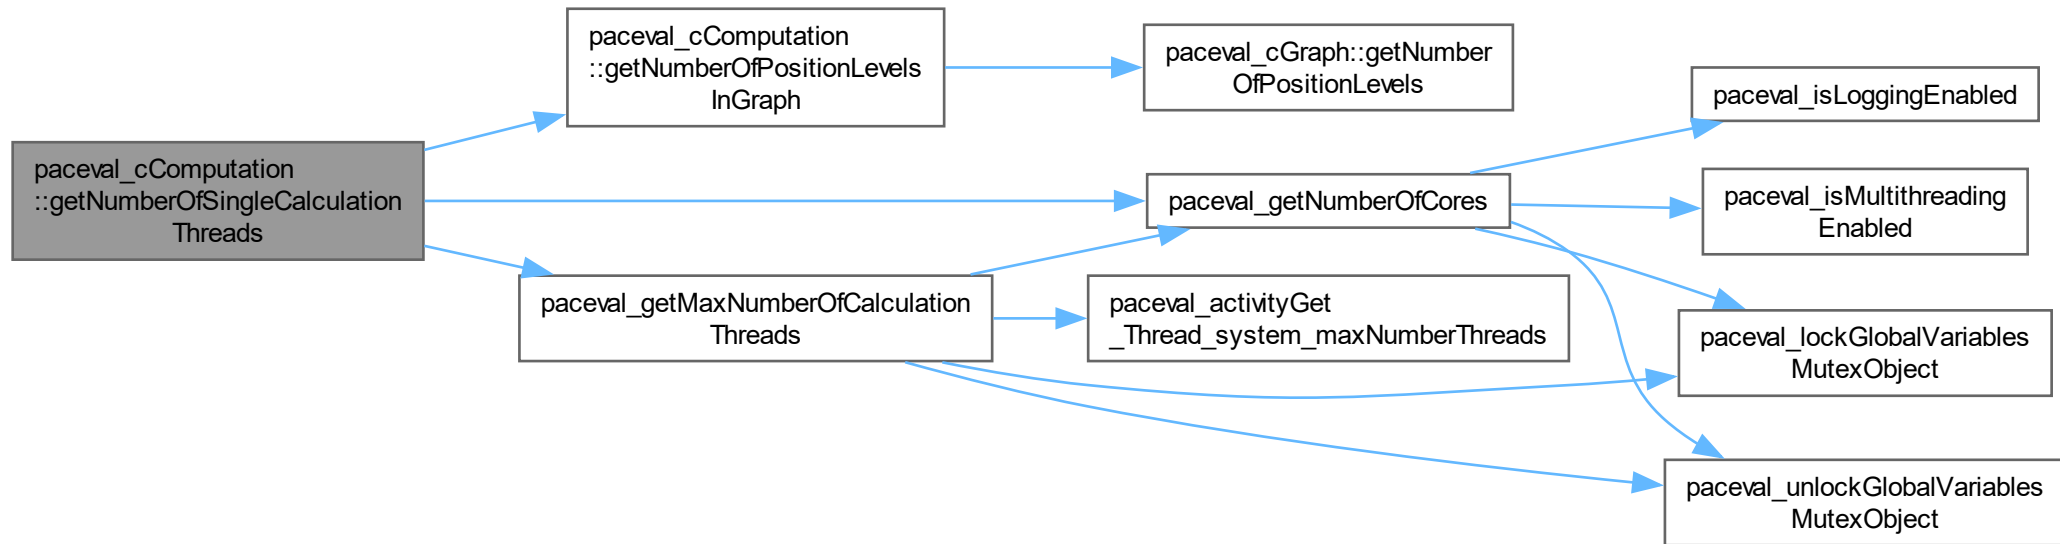 paceval_cComputation
::getNumberOfSingleCalculation
Threads
paceval_cComputation
::getNumberOfPositionLevels
InGraph
paceval_cGraph::getNumber
OfPositionLevels
paceval_getNumberOfCores
paceval_isLoggingEnabled
paceval_isMultithreading
Enabled
paceval_lockGlobalVariables
MutexObject
paceval_unlockGlobalVariables
MutexObject
paceval_getMaxNumberOfCalculation
Threads
paceval_activityGet
_Thread_system_maxNumberThreads